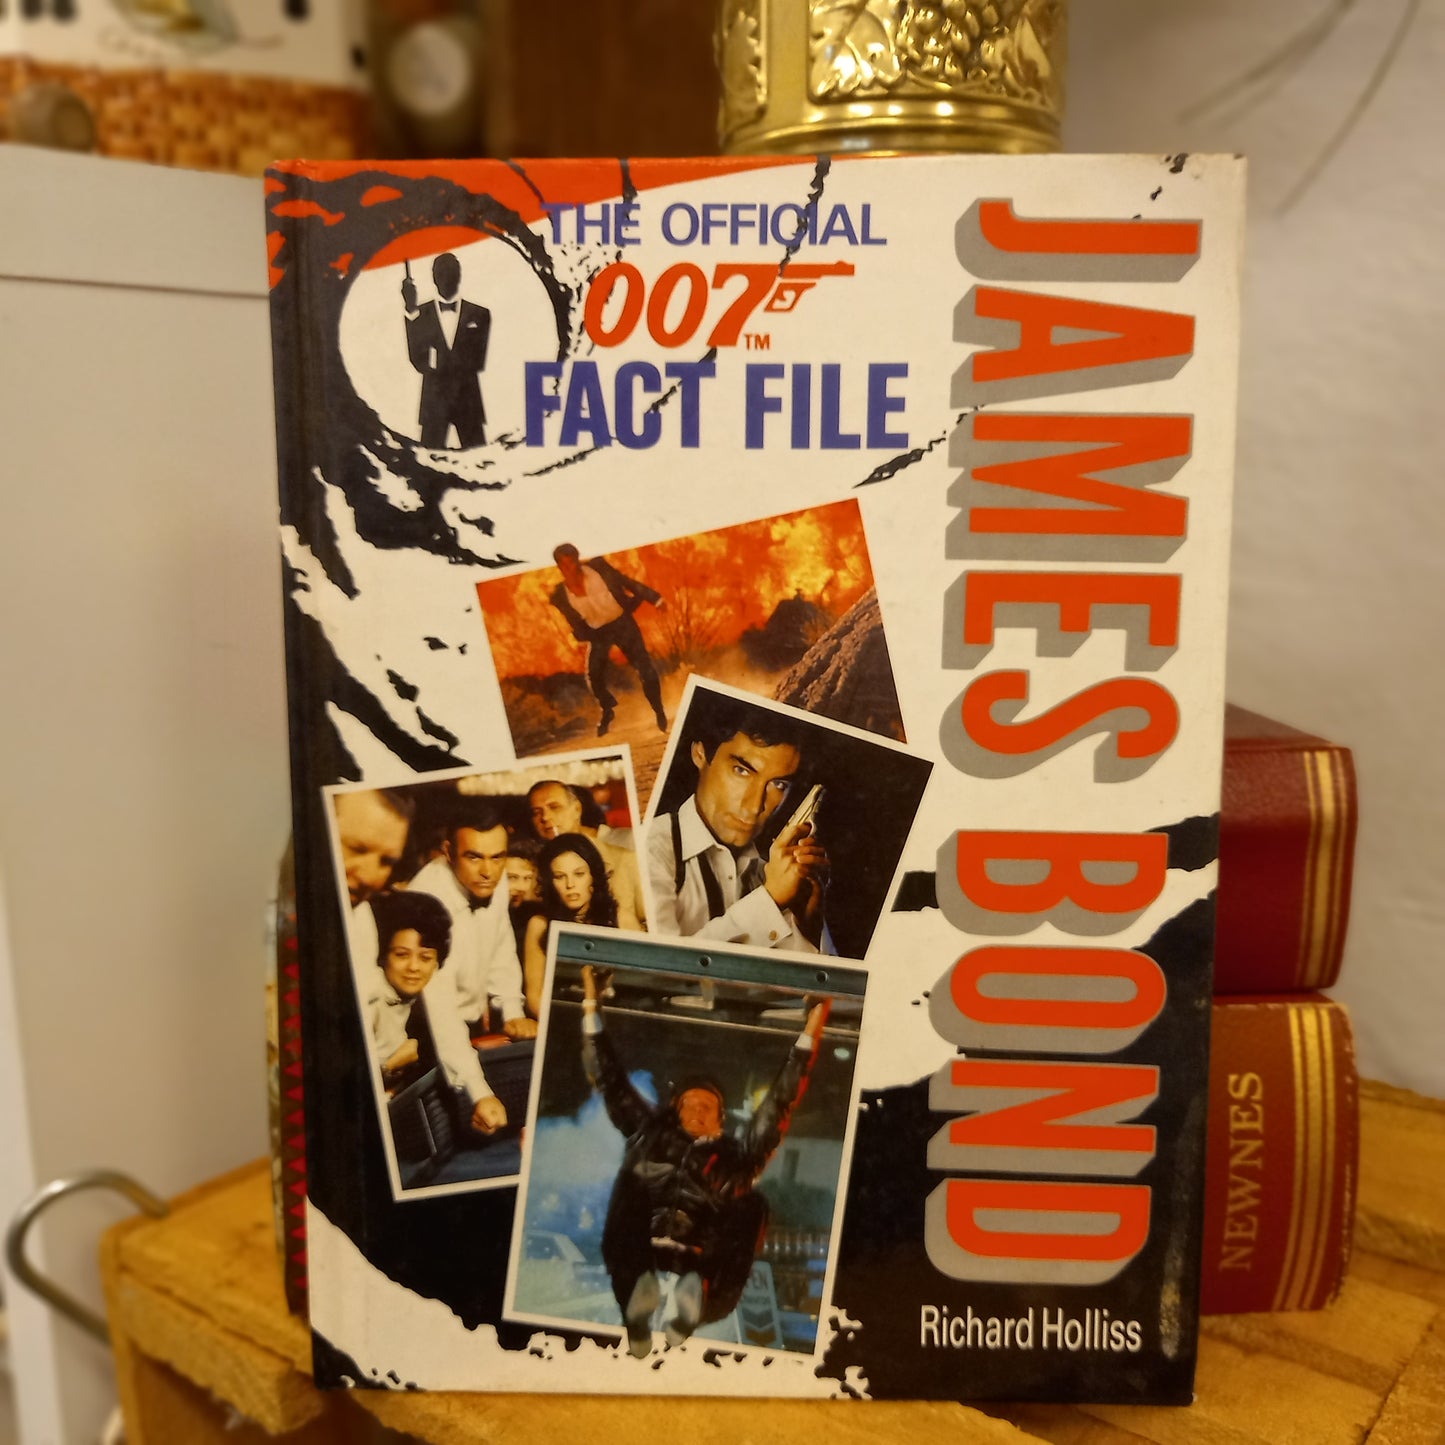 THE OFFICIAL
007 TM
FACT FILE
JAMES BOND
Richard Holliss
NEWNES